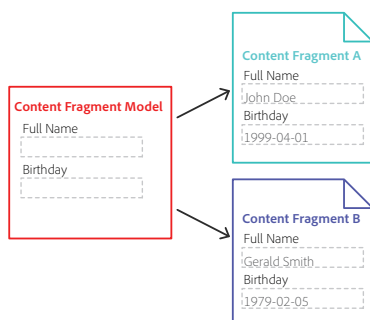 Content Fragment Model
Full Name
Birthday
Content Fragment A
Full Name
John Doe
Birthday
1999-04-01
Content Fragment B
Full Name
Gerald Smith
Birthday
1979-02-05